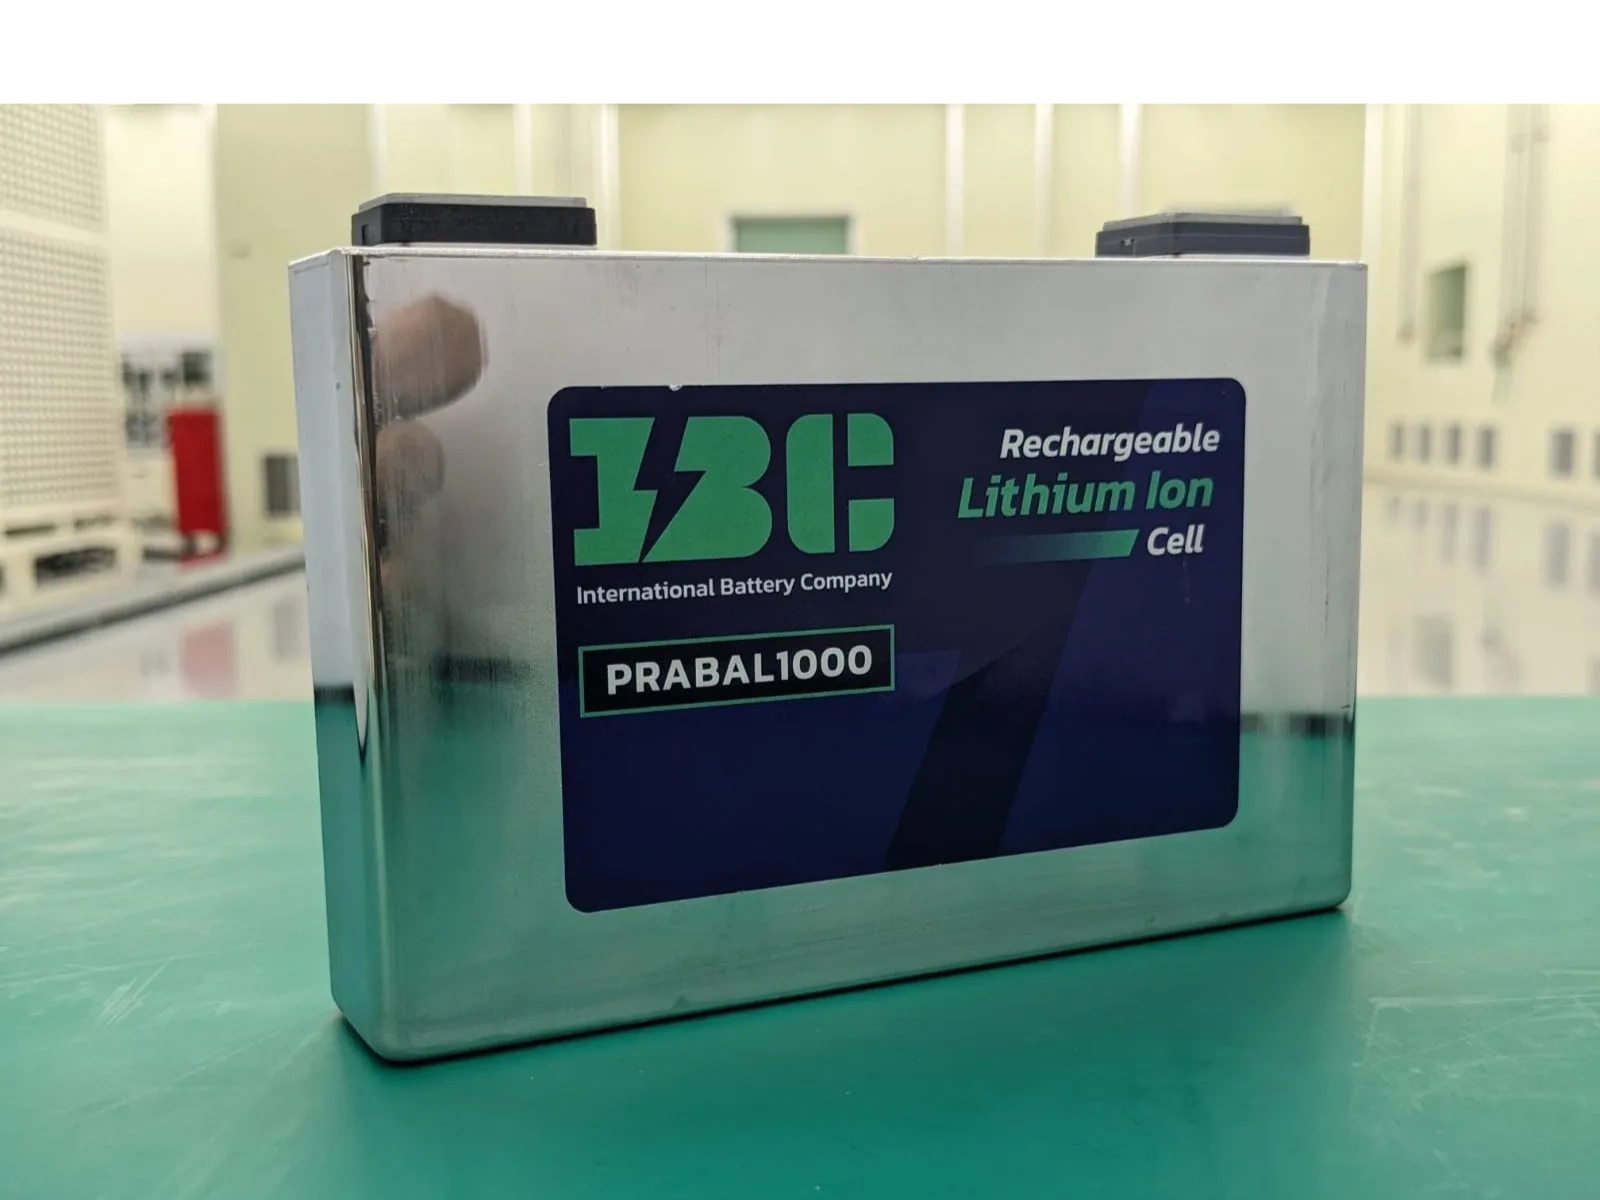 IBC
International Battery Company
PRABAL1000
Rechargeable
Lithium Ion
Cell